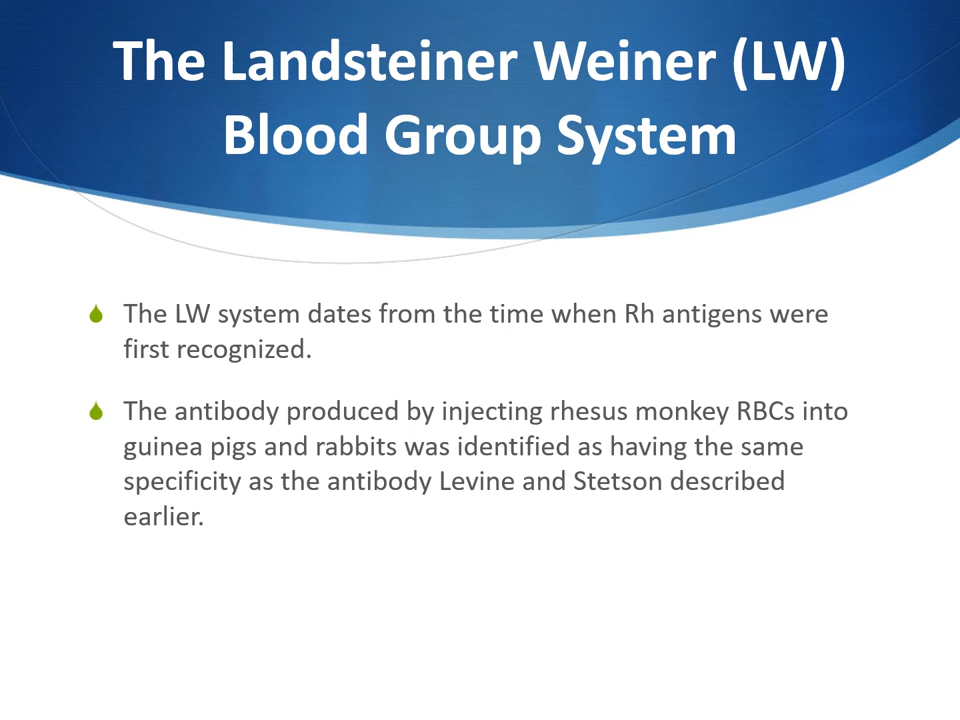 The Landsteiner Weiner (LW)
Blood Group System
The LW system dates from the time when Rh antigens were
first recognized.
The antibody produced by injecting rhesus monkey RBCs into
guinea pigs and rabbits was identified as having the same
specificity as the antibody Levine and Stetson described
earlier.